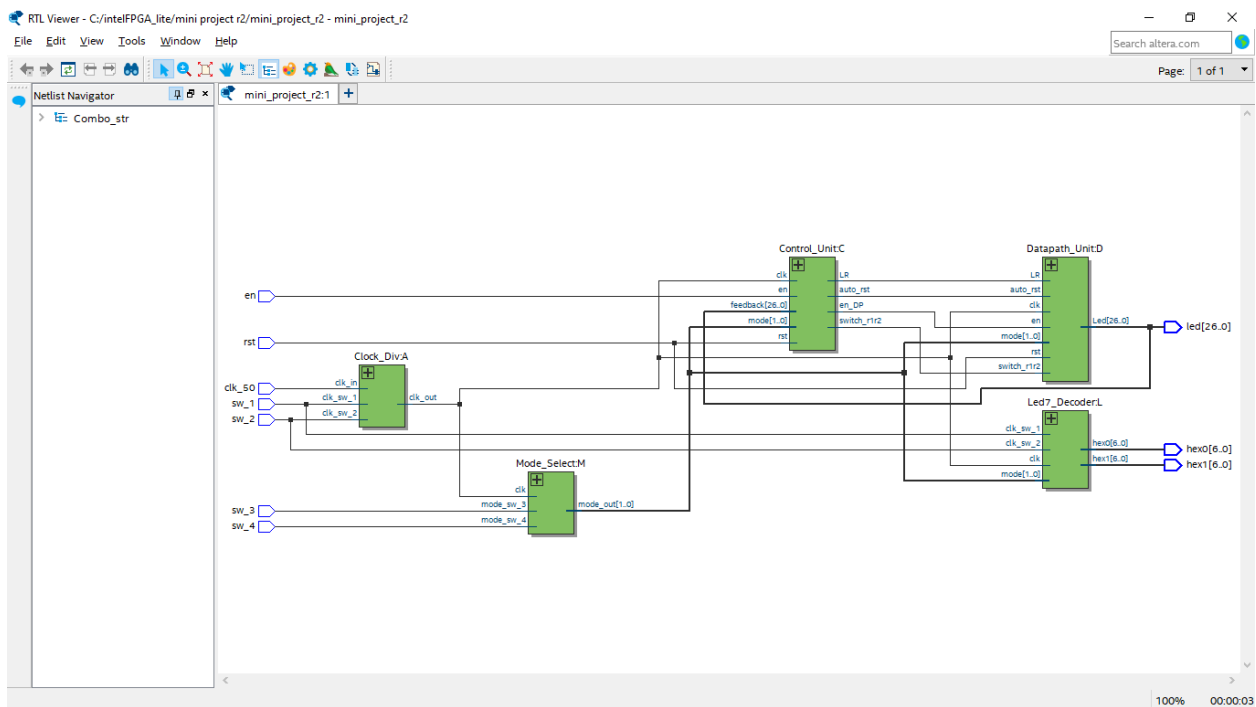 RTL Viewer - C:/intelFPGA_lite/mini project r2/mini_project_r2 - mini_project_r2
File Edit View Tools Window Help
Search altera.com
Page: 1 of 1
Netlist Navigator
mini_project_r2:1
Combo_str
Control_Unit:C
clk
en
feedback[26..0]
mode[1..0]
rst
LR
auto_rst
en_DP
switch_r1r2
Datapath_Unit:D
LR
auto_rst
clk
en
mode[1..0]
rst
switch_r1r2
Led[26..0]
led[26..0]
en
rst
Clock_Div:A
clk_50
sw_1
sw_2
clk_in
clk_sw_1
clk_sw_2
clk_out
Led7_Decoder:L
clk_sw_1
clk_sw_2
clk
mode[1..0]
hex0[6..0]
hex1[6..0]
hex0[6..0]
hex1[6..0]
Mode_Select:M
sw_3
sw_4
clk
mode_sw_3
mode_sw_4
mode_out[1..0]
100% 00:00:03